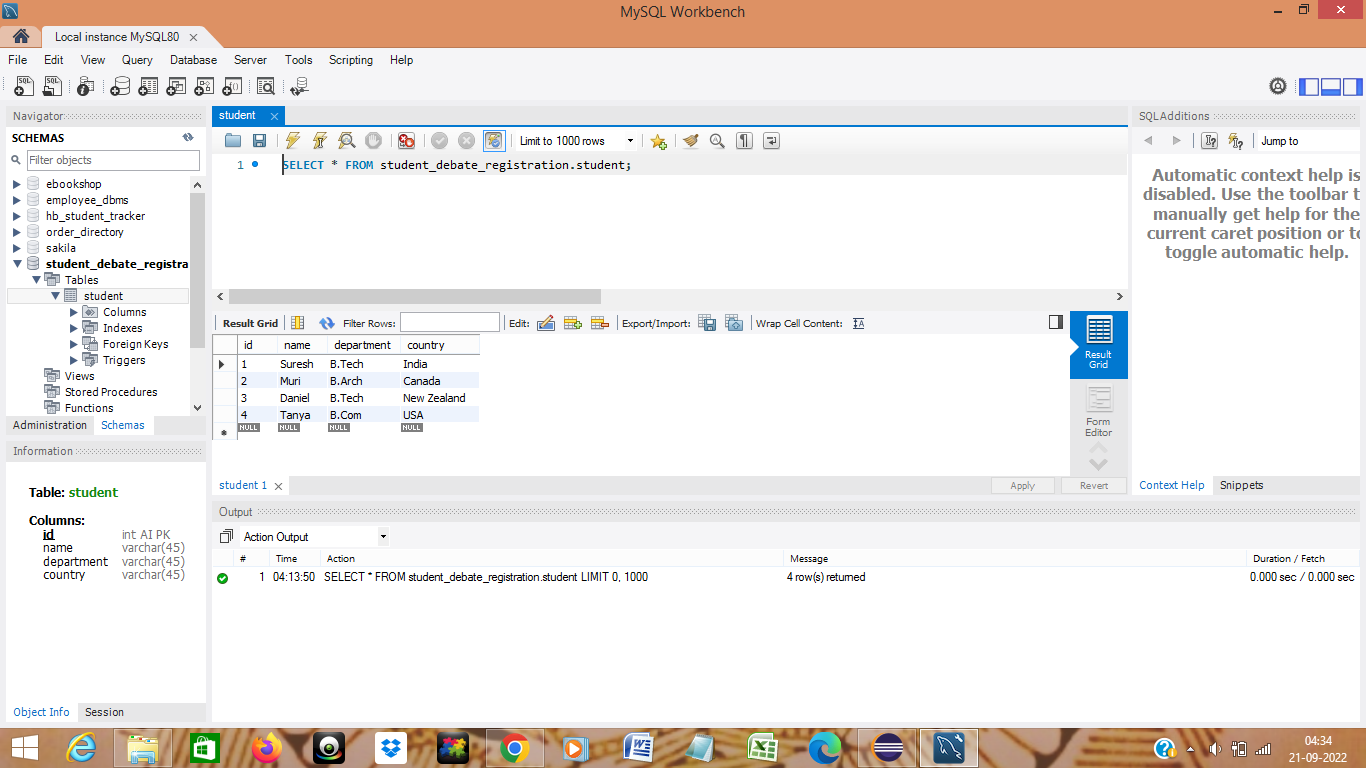 MySQL Workbench
Local instance MySQL80
File Edit View Query Database Server Tools Scripting Help
Navigator
SCHEMAS
Filter objects
ebookshop
employee_dbms
hb_student_tracker
order_directory
sakila
student_debate_registra
Tables
student
Columns
Indexes
Foreign Keys
Triggers
Views
Stored Procedures
Functions
Administration Schemas
Information
Table: student
Columns:
id int AI PK
name varchar(45)
department varchar(45)
country varchar(45)
Object Info Session
student
Limit to 1000 rows
1 SELECT * FROM student_debate_registration.student;
Result Grid Filter Rows: Edit: Export/Import: Wrap Cell Content:
id name department country
1 Suresh B.Tech India
2 Muri B.Arch Canada
3 Daniel B.Tech New Zealand
4 Tanya B.Com USA
NULL NULL NULL NULL
Result
Grid
Form
Editor
student 1 Apply Revert
SQLAdditions
Jump to
Automatic context help is
disabled. Use the toolbar t
manually get help for the
current caret position or to
toggle automatic help.
Context Help Snippets
Output
Action Output
# Time Action Message Duration / Fetch
1 04:13:50 SELECT * FROM student_debate_registration.student LIMIT 0, 1000 4 row(s) returned 0.000 sec / 0.000 sec
04:34
21-09-2022